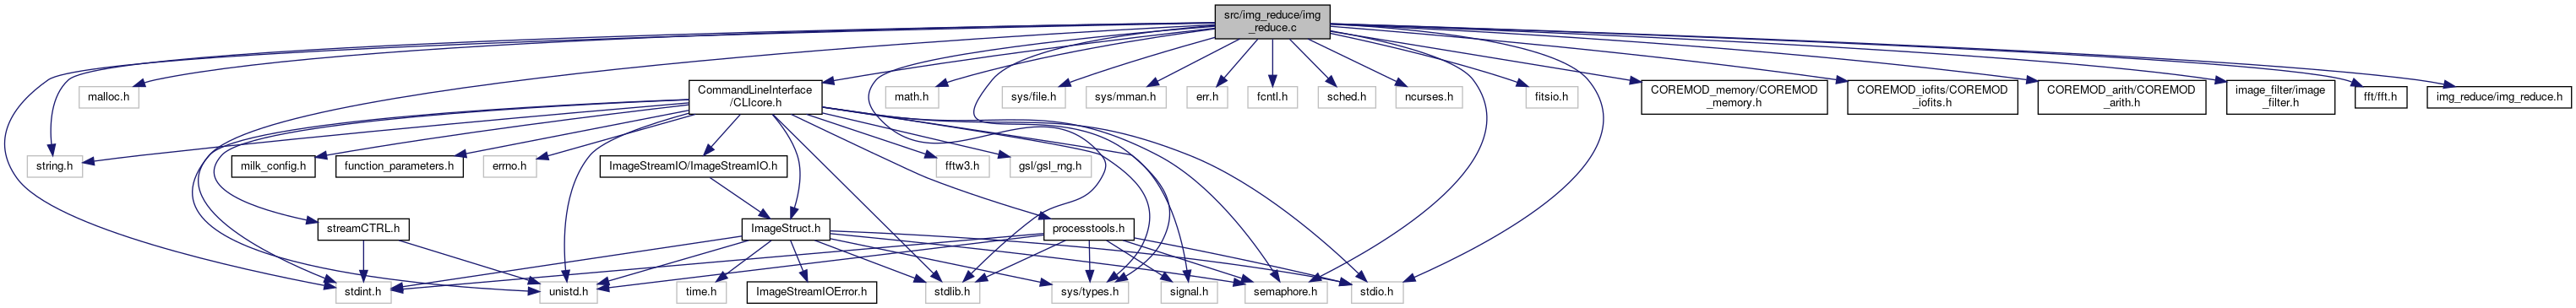 src/img_reduce/img
_reduce.c
malloc.h
CommandLineInterface
/CLIcore.h
math.h
sys/file.h
sys/mman.h
err.h
fcntl.h
sched.h
ncurses.h
fitsio.h
COREMOD_memory/COREMOD
_memory.h
COREMOD_iofits/COREMOD
_iofits.h
COREMOD_arith/COREMOD
_arith.h
image_filter/image
_filter.h
fft/fft.h
img_reduce/img_reduce.h
string.h
milk_config.h
function_parameters.h
errno.h
ImageStreamIO/ImageStreamIO.h
fftw3.h
gsl/gsl_rng.h
streamCTRL.h
ImageStruct.h
processtools.h
stdint.h
unistd.h
time.h
ImageStreamIOError.h
stdlib.h
sys/types.h
signal.h
semaphore.h
stdio.h